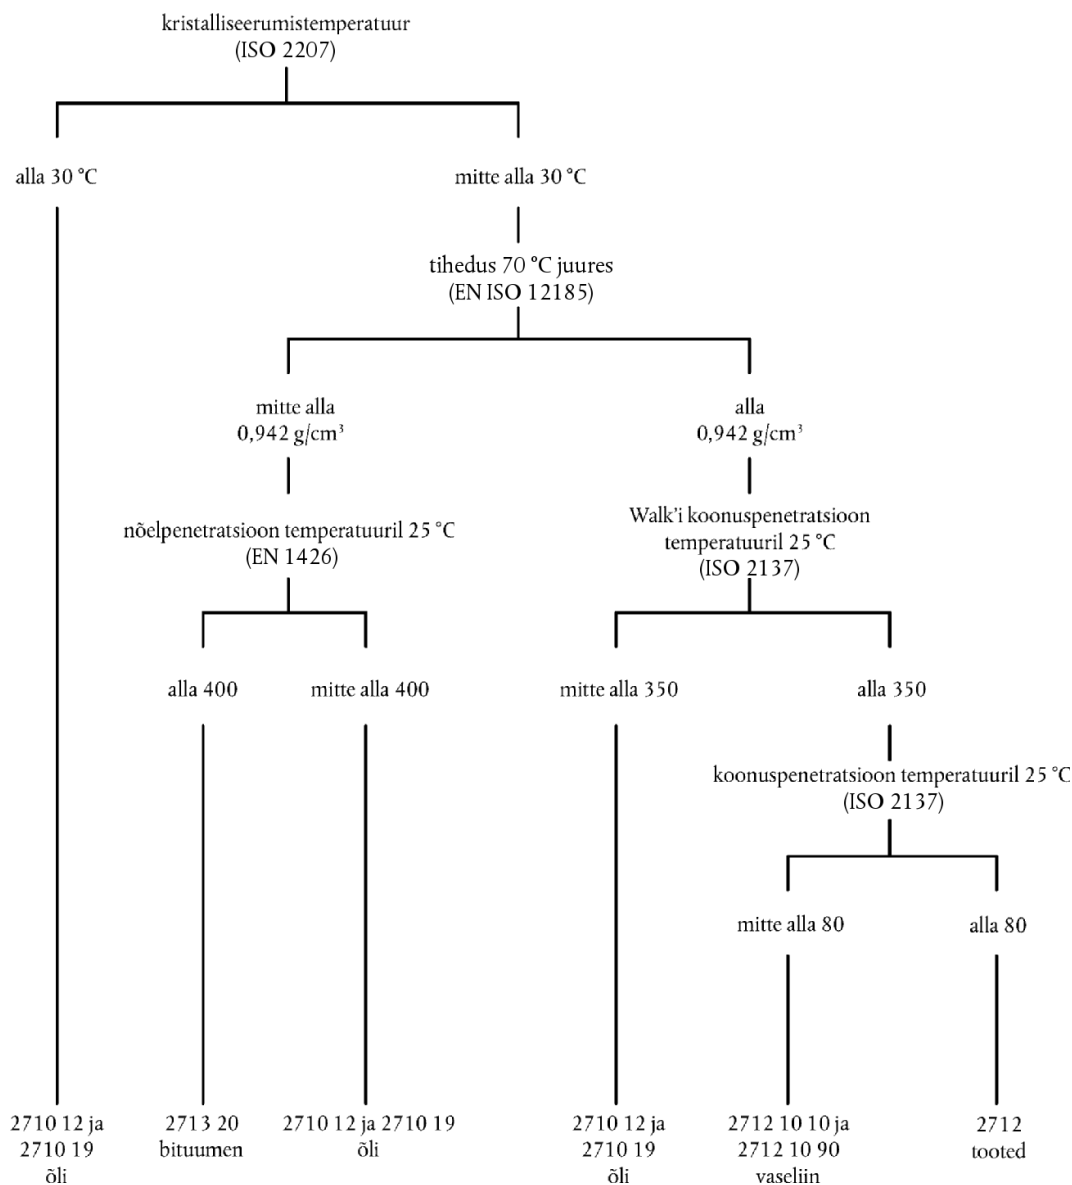 kristalliseerumistemperatuur
(ISO 2207)
alla 30 °C
mitte alla 30 °C
tihedus 70 °C juures
(EN ISO 12185)
mitte alla
0,942 g/cm³
alla
0,942 g/cm³
nõelpenetratsioon temperatuuril 25 °C
(EN 1426)
Walk’i koonuspenetratsioon
temperatuuril 25 °C
(ISO 2137)
alla 400
mitte alla 400
mitte alla 350
alla 350
koonuspenetratsioon temperatuuril 25 °C
(ISO 2137)
mitte alla 80
alla 80
2710 12 ja
2710 19
õli
2713 20
bituumen
2710 12 ja 2710 19
õli
2710 12 ja
2710 19
õli
2712 10 10 ja
2712 10 90
vaseliin
2712
tooted